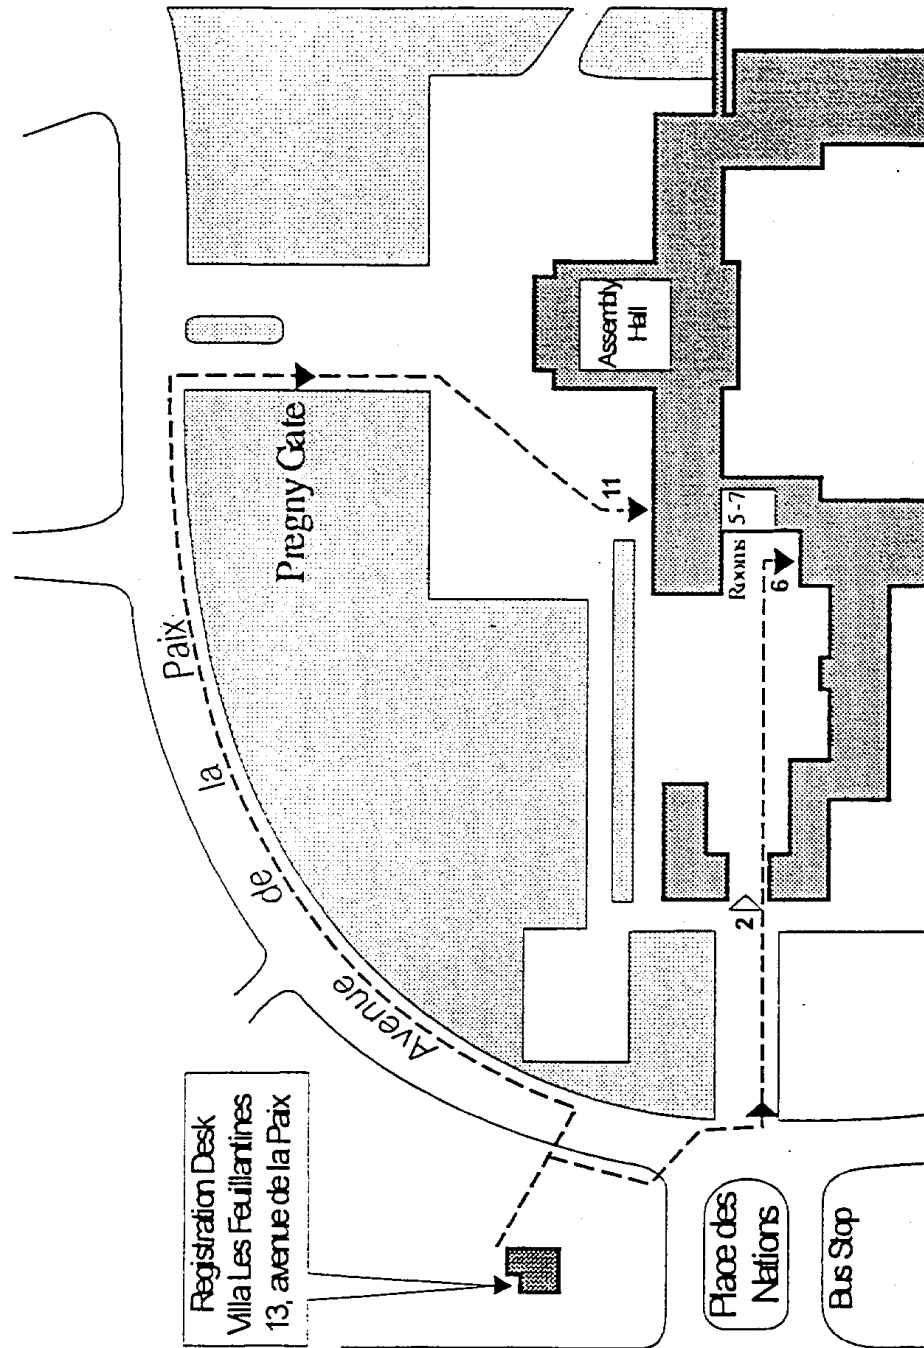 Registration Desk
Villa Les Feuillantines
13, avenue de la Paix
Avenue de la Paix
Pregny Gate
Assembly
Hall
11
Rooms 5-7
6
2
Place des
Nations
Bus Stop